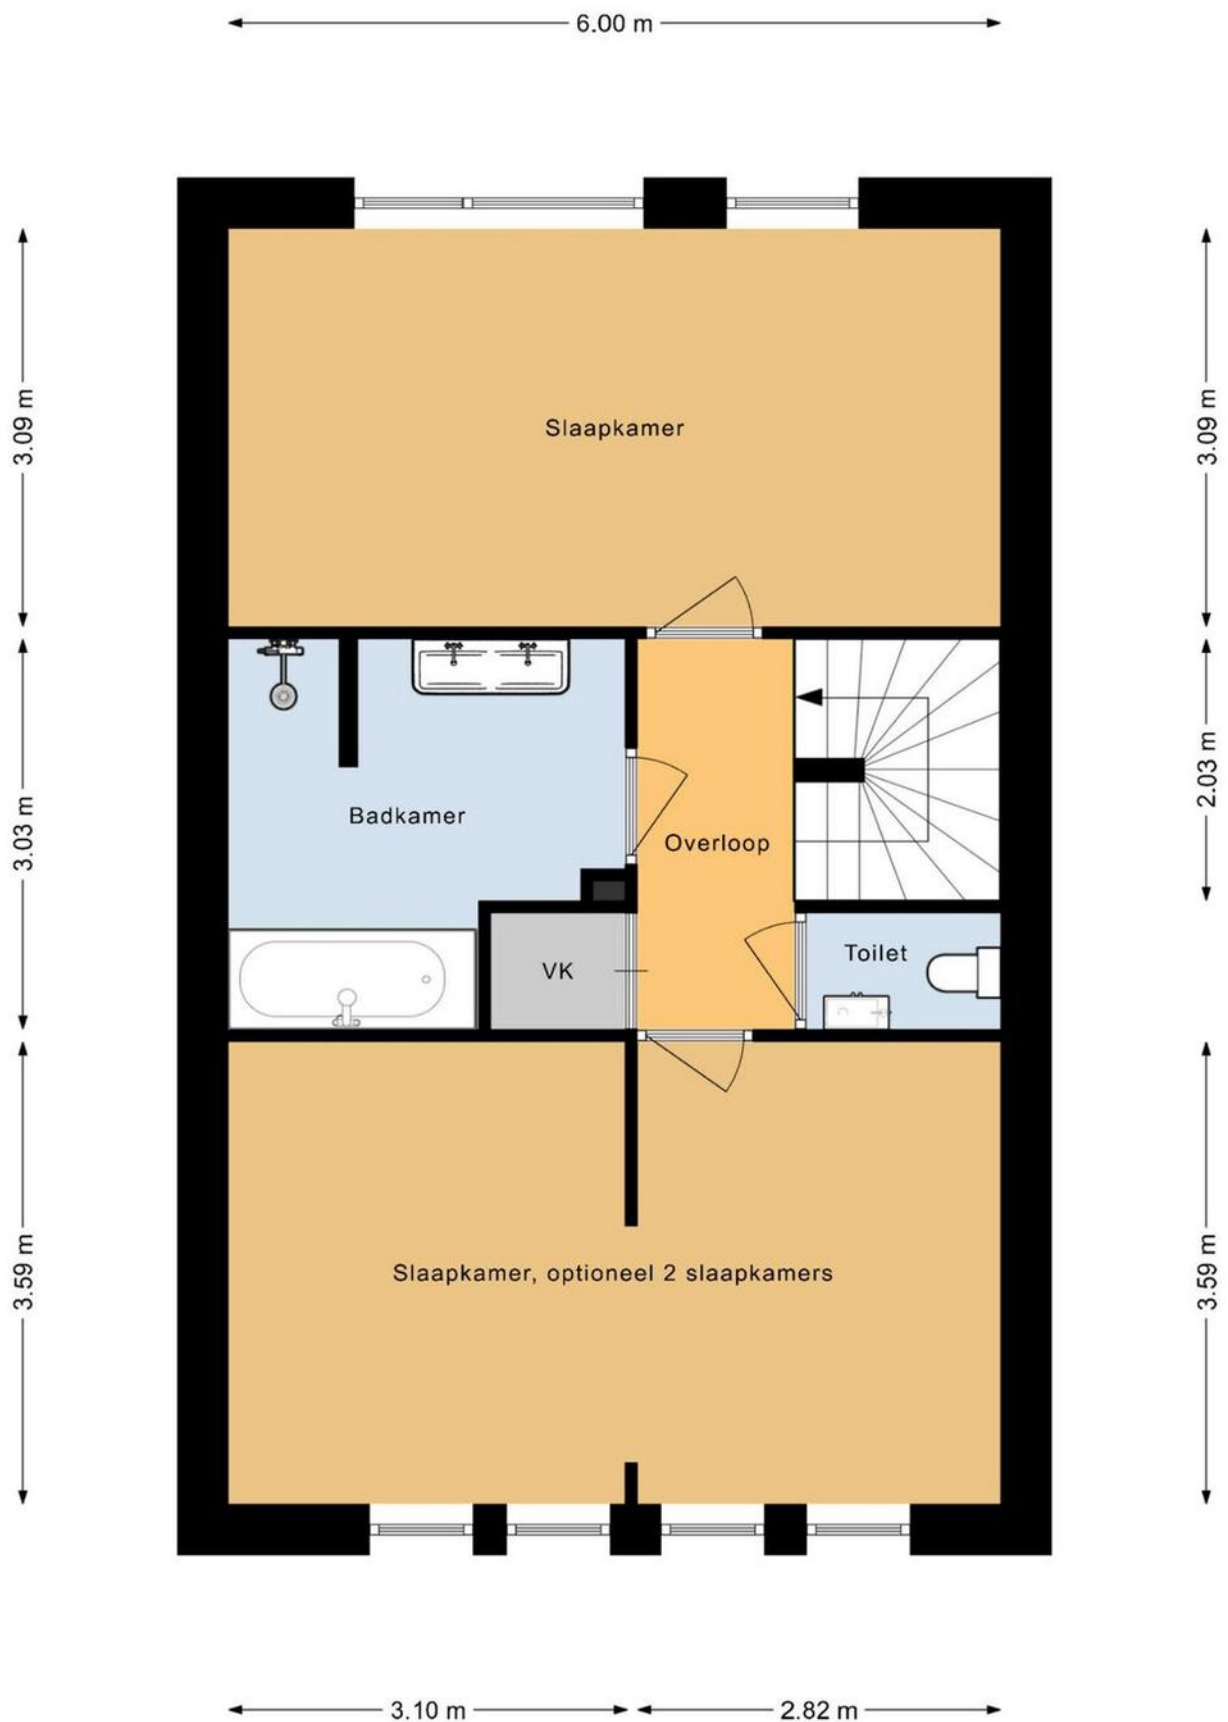 6.00 m
3.09 m
3.09 m
Slaapkamer
2.03 m
3.03 m
Badkamer
Overloop
Toilet
VK
3.59 m
3.59 m
Slaapkamer, optioneel 2 slaapkamers
3.10 m
2.82 m